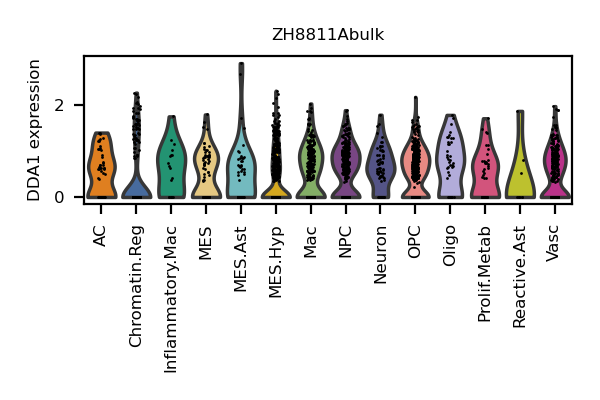 ZH8811Abulk
DDA1 expression
2
0
AC
Chromatin.Reg
Inflammatory.Mac
MES
MES.Ast
MES.Hyp
Mac
NPC
Neuron
OPC
Oligo
Prolif.Metab
Reactive.Ast
Vasc